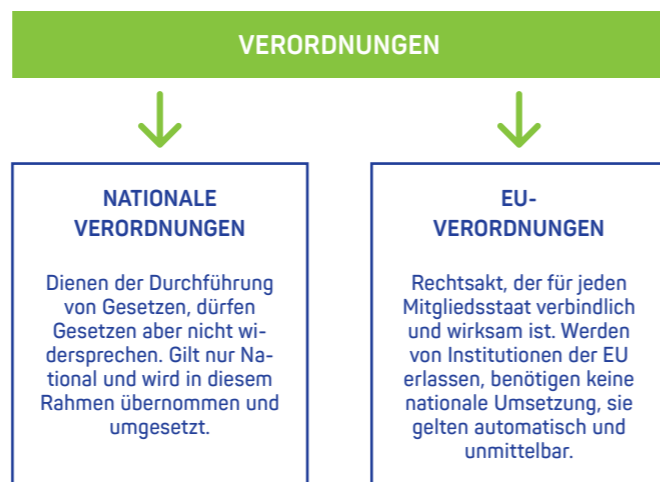 VERORDNUNGEN
NATIONALE
VERORDNUNGEN
Dienen der Durchführung
von Gesetzen, dürfen
Gesetzen aber nicht wi-
dersprechen. Gilt nur Na-
tional und wird in diesem
Rahmen übernommen und
umgesetzt.
EU-
VERORDNUNGEN
Rechtsakt, der für jeden
Mitgliedsstaat verbindlich
und wirksam ist. Werden
von Institutionen der EU
erlassen, benötigen keine
nationale Umsetzung, sie
gelten automatisch und
unmittelbar.